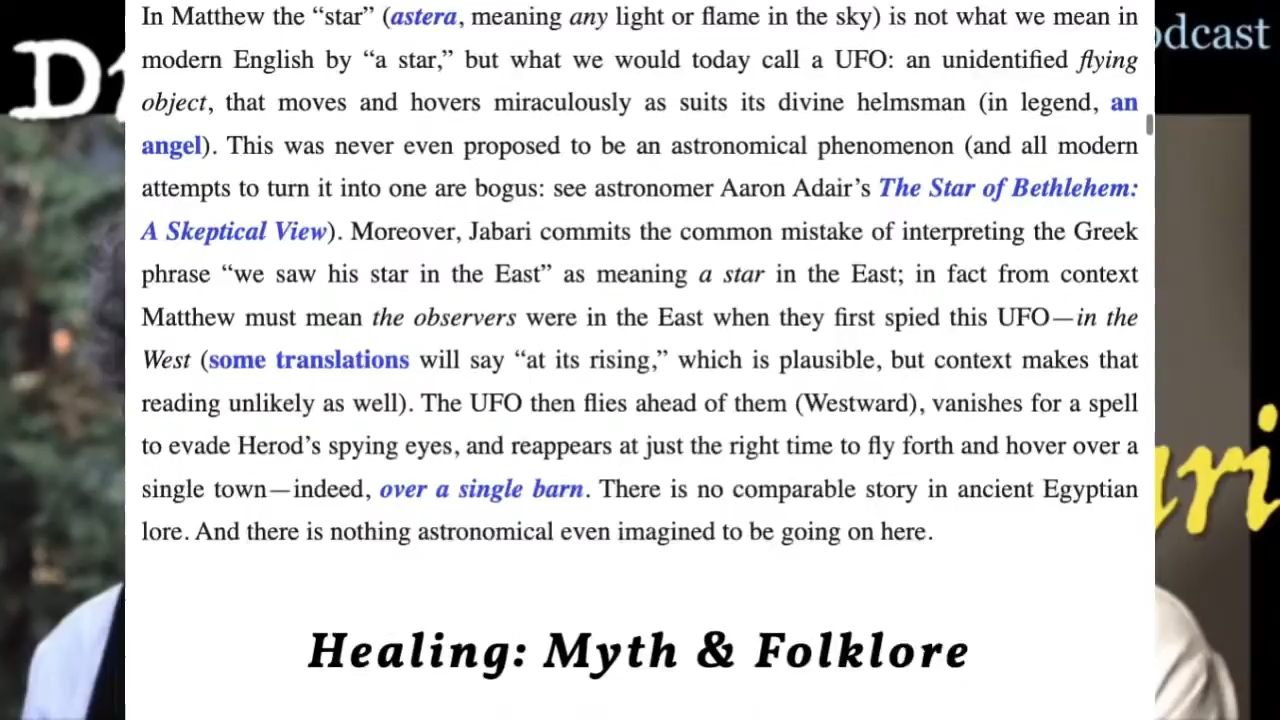 In Matthew the “star” (astera, meaning any light or flame in the sky) is not what we mean in
modern English by “a star,” but what we would today call a UFO: an unidentified flying
object, that moves and hovers miraculously as suits its divine helmsman (in legend, an
angel). This was never even proposed to be an astronomical phenomenon (and all modern
attempts to turn it into one are bogus: see astronomer Aaron Adair’s The Star of Bethlehem:
A Skeptical View). Moreover, Jabari commits the common mistake of interpreting the Greek
phrase “we saw his star in the East” as meaning a star in the East; in fact from context
Matthew must mean the observers were in the East when they first spied this UFO—in the
West (some translations will say “at its rising,” which is plausible, but context makes that
reading unlikely as well). The UFO then flies ahead of them (Westward), vanishes for a spell
to evade Herod’s spying eyes, and reappears at just the right time to fly forth and hover over a
single town—indeed, over a single barn. There is no comparable story in ancient Egyptian
lore. And there is nothing astronomical even imagined to be going on here.
Healing: Myth & Folklore